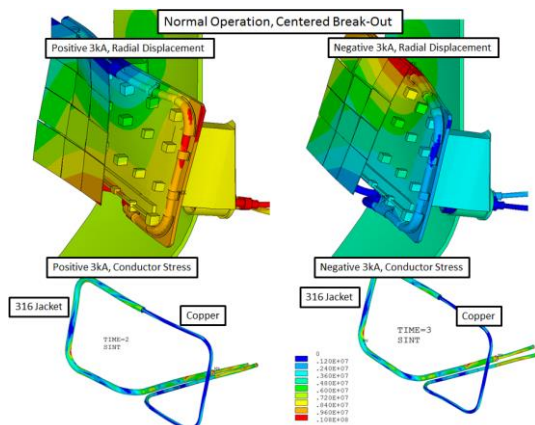 Normal Operation, Centered Break-Out
Positive 3kA, Radial Displacement
Negative 3kA, Radial Displacement
Positive 3kA, Conductor Stress
Negative 3kA, Conductor Stress
316 Jacket
Copper
TIME=2
SINT
316 Jacket
Copper
TIME=3
SINT
0
.120E+07
.240E+07
.360E+07
.480E+07
.600E+07
.720E+07
.840E+07
.960E+07
.108E+08